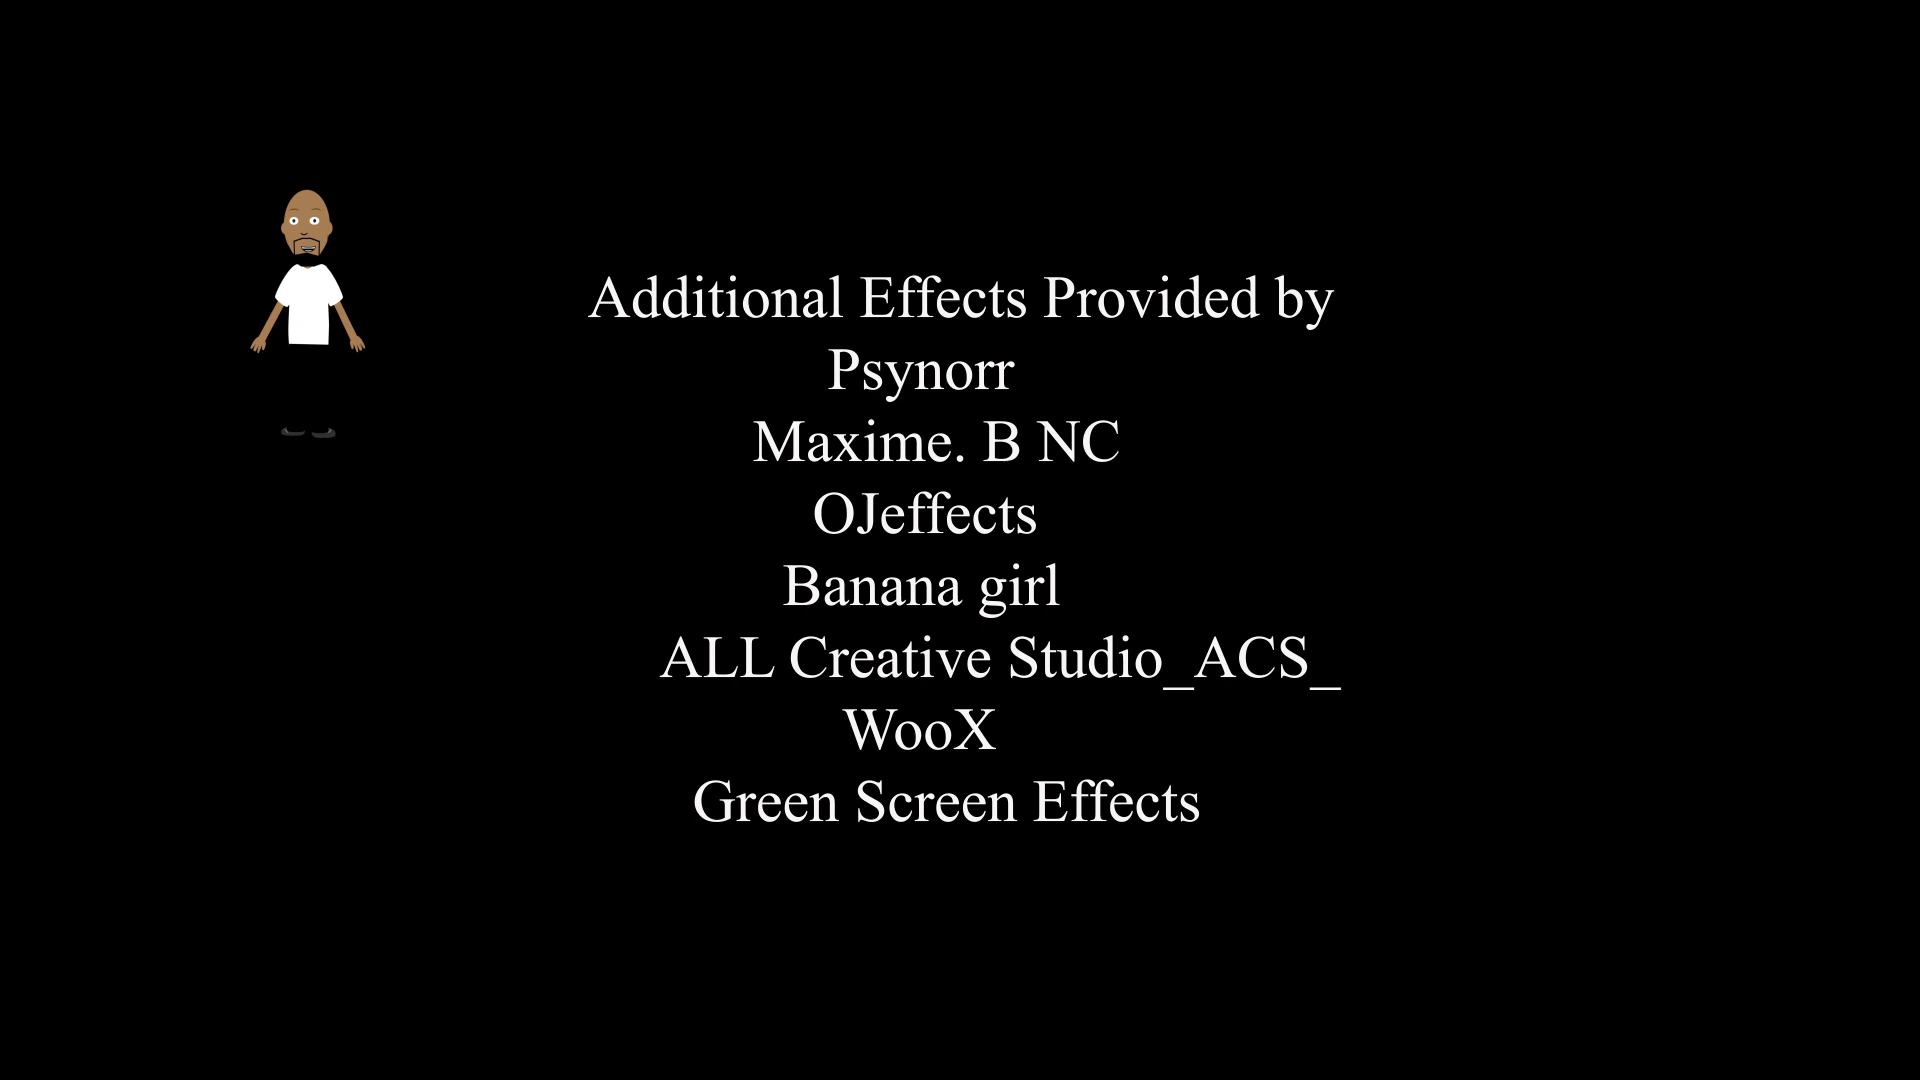 Additional Effects Provided by
Psynorr
Maxime. B NC
OJeffects
Banana girl
ALL Creative Studio_ACS_
WooX
Green Screen Effects